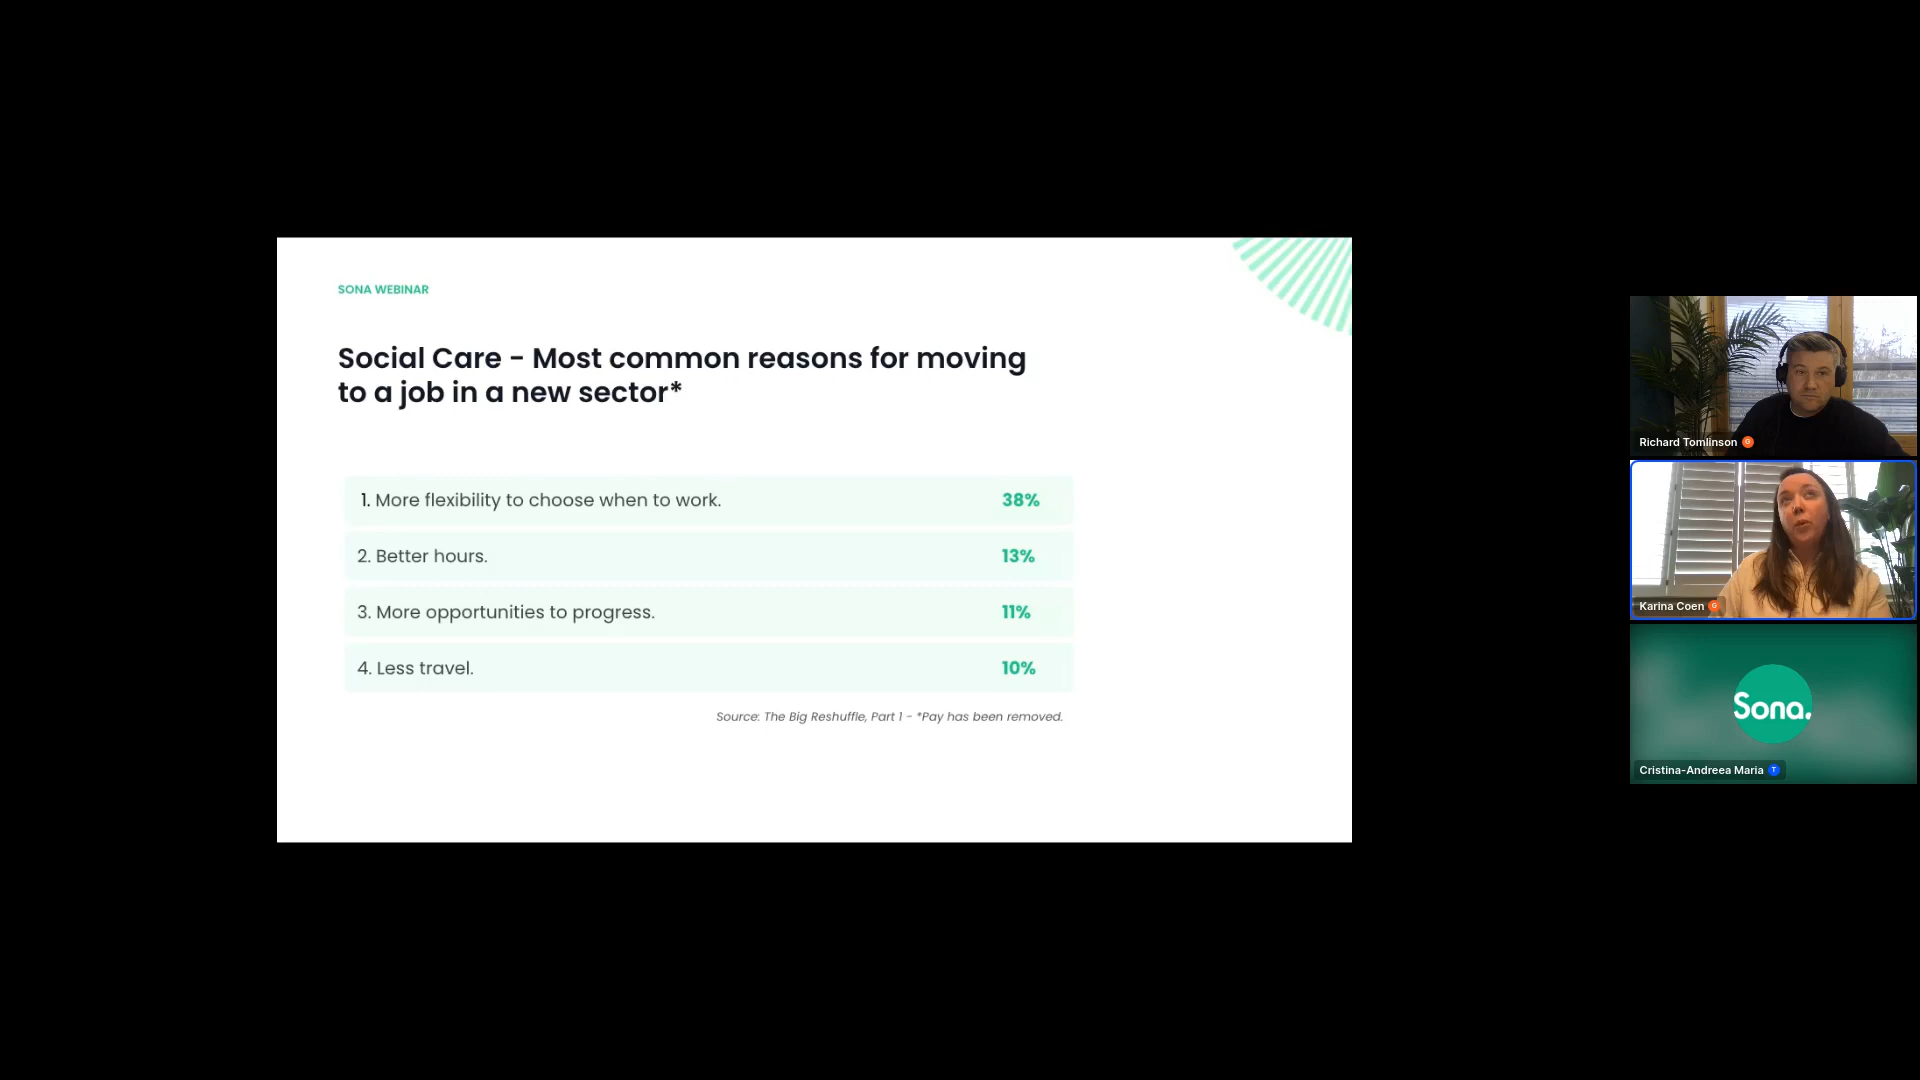 SONA WEBINAR
Social Care - Most common reasons for moving
to a job in a new sector*
1. More flexibility to choose when to work. 38%
2. Better hours. 13%
3. More opportunities to progress. 11%
4. Less travel. 10%
Source: The Big Reshuffle, Part 1 - *Pay has been removed.
Richard Tomlinson G
Karina Coen G
Sona.
Cristina-Andreea Maria T